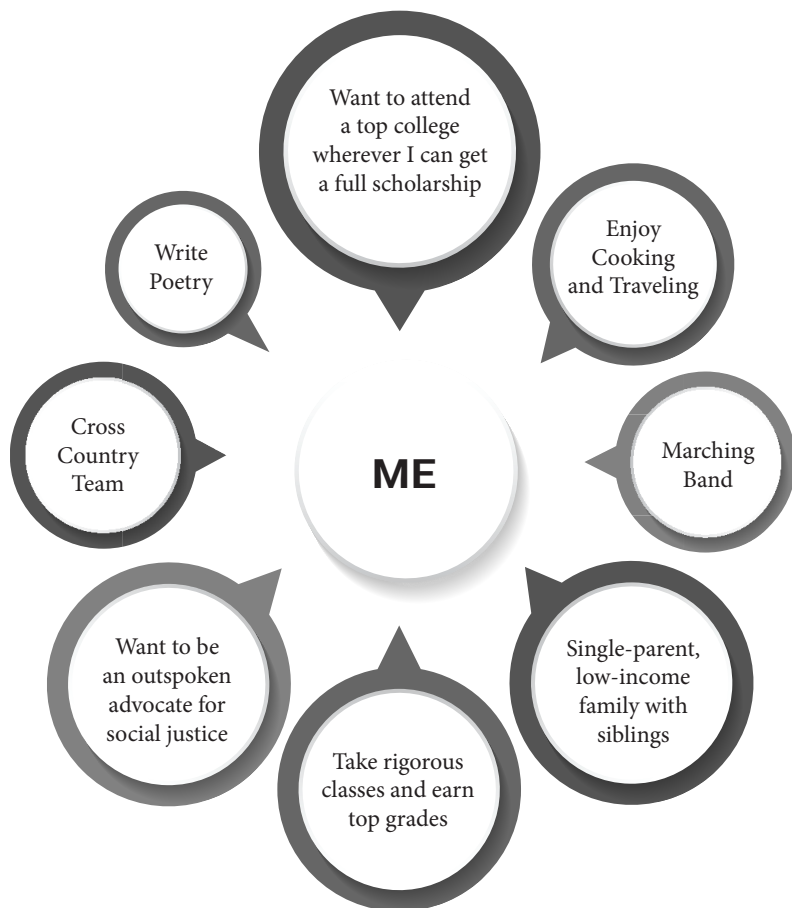 Want to attend
a top college
wherever I can get
a full scholarship
Enjoy
Cooking
and Traveling
Write
Poetry
Cross
Country
Team
ME
Marching
Band
Want to be
an outspoken
advocate for
social justice
Single-parent,
low-income
family with
siblings
Take rigorous
classes and earn
top grades